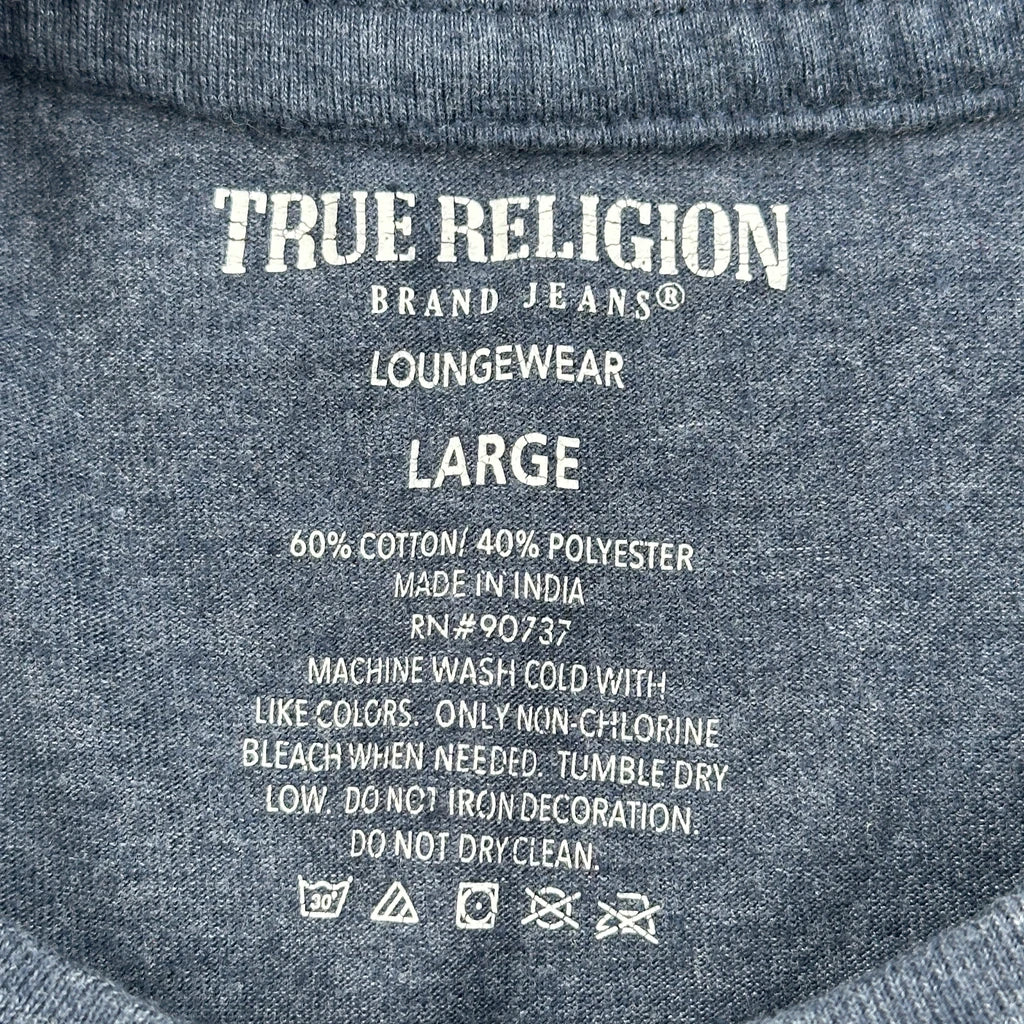 TRUE RELIGION
BRAND JEANS®
LOUNGEWEAR
LARGE
60% COTTON/ 40% POLYESTER
MADE IN INDIA
RN#90737
MACHINE WASH COLD WITH
LIKE COLORS. ONLY NON-CHLORINE
BLEACH WHEN NEEDED. TUMBLE DRY
LOW. DO NOT IRON DECORATION.
DO NOT DRY CLEAN.
30°